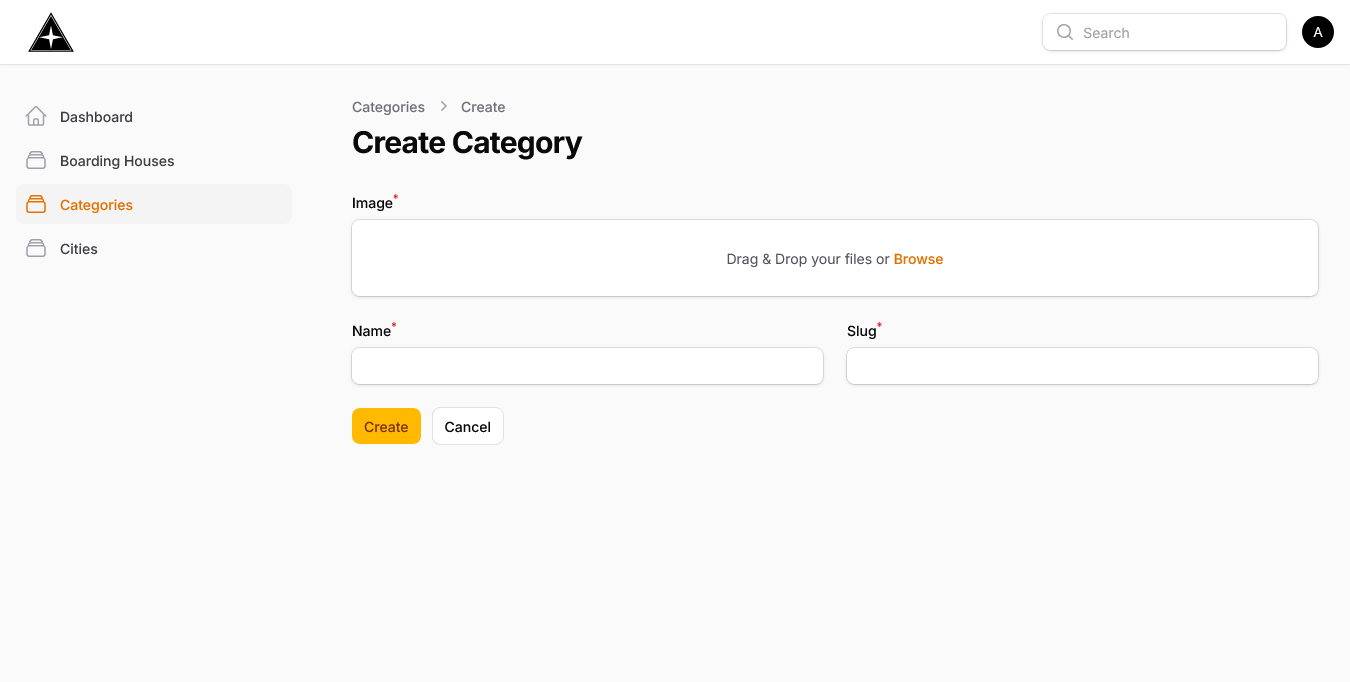 Search
A
Dashboard
Boarding Houses
Categories
Cities
Categories > Create
Create Category
Image*
Drag & Drop your files or Browse
Name* Slug*
Create Cancel